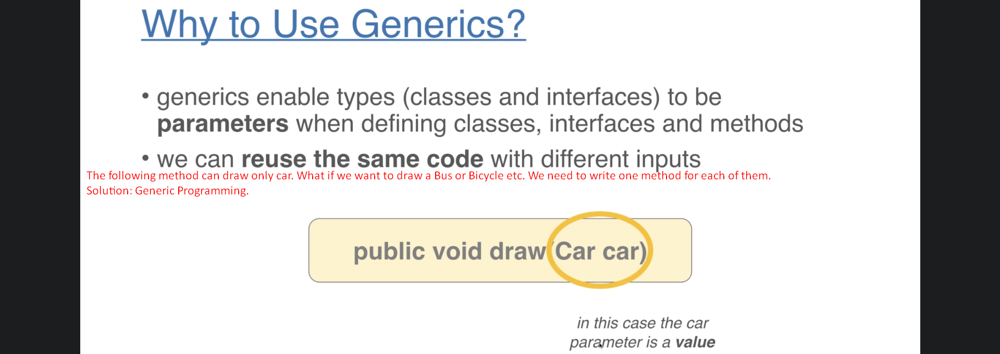 Why to Use Generics?
• generics enable types (classes and interfaces) to be
parameters when defining classes, interfaces and methods
• we can reuse the same code with different inputs
The following method can draw only car. What if we want to draw a Bus or Bicycle etc. We need to write one method for each of them.
Solution: Generic Programming.
public void draw(Car car)
in this case the car
parameter is a value